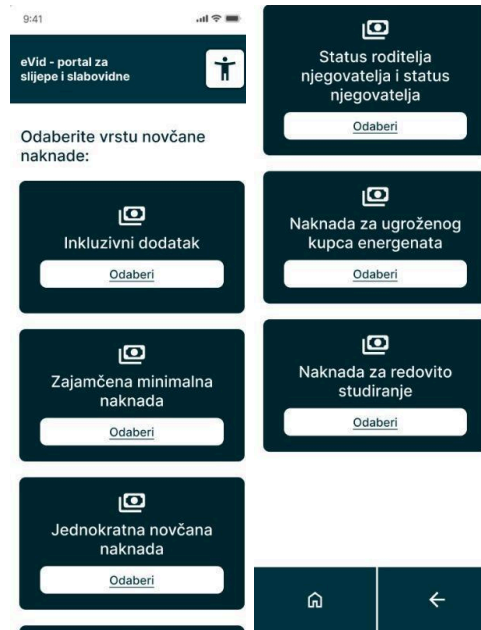 9:41
eVid - portal za
slijepe i slabovidne
Odaberite vrstu novčane
naknade:
Inkluzivni dodatak
Odaberi
Zajamčena minimalna
naknada
Odaberi
Jednokratna novčana
naknada
Odaberi
Status roditelja
njegovatelja i status
njegovatelja
Odaberi
Naknada za ugroženog
kupca energenata
Odaberi
Naknada za redovito
studiranje
Odaberi